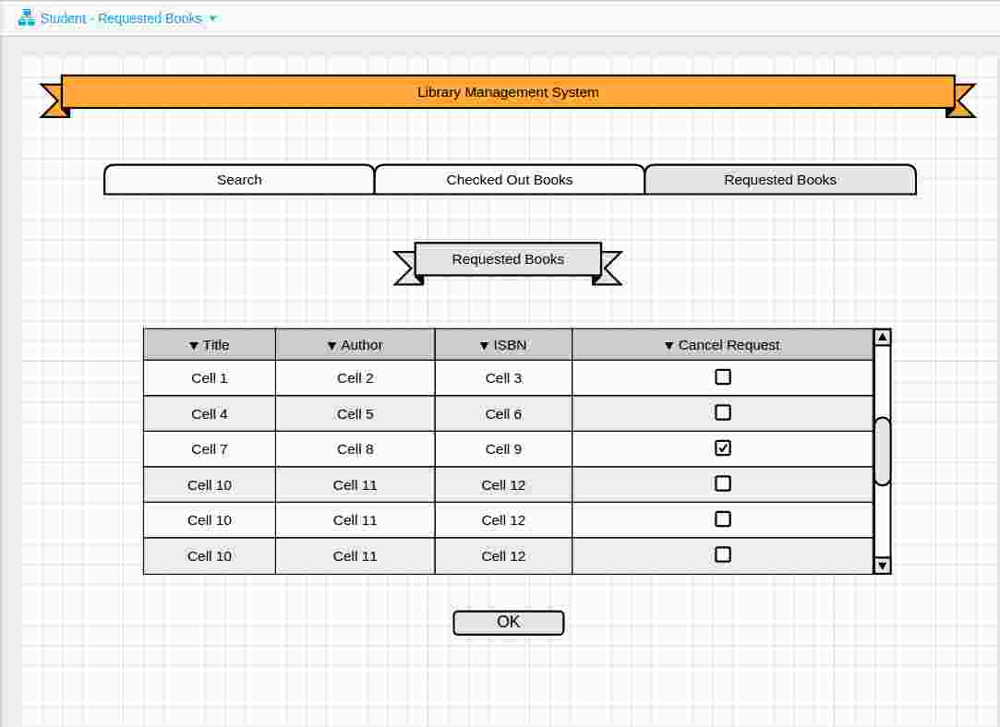 Student - Requested Books
Library Management System
Search Checked Out Books Requested Books
Requested Books
Title Author ISBN Cancel Request
Cell 1 Cell 2 Cell 3
Cell 4 Cell 5 Cell 6
Cell 7 Cell 8 Cell 9
Cell 10 Cell 11 Cell 12
Cell 10 Cell 11 Cell 12
Cell 10 Cell 11 Cell 12
OK